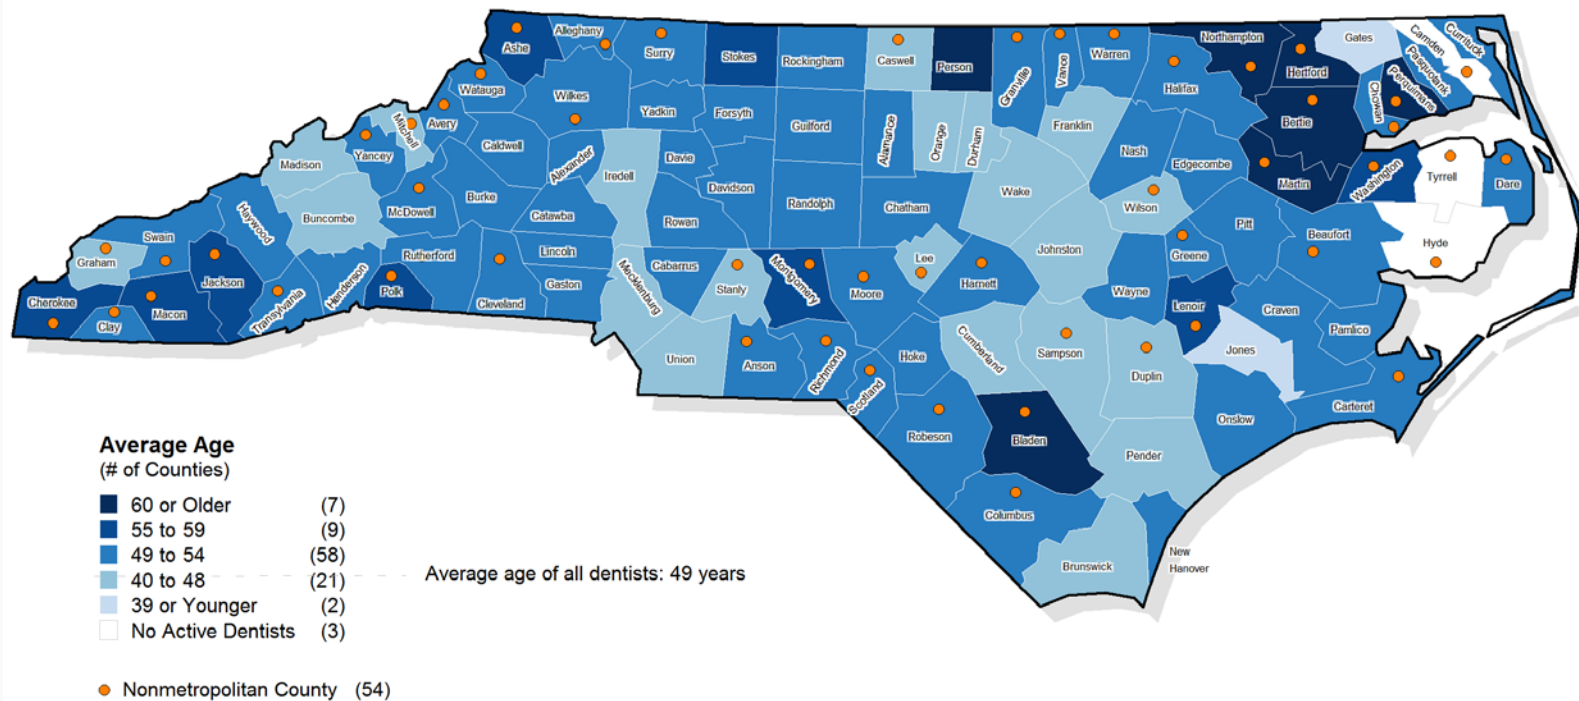 Ashe
Alleghany
Surry
Stokes
Rockingham
Caswell
Person
Granville
Vance
Warren
Northampton
Halifax
Hertford
Gates
Camden
Currituck
Pasquotank
Perquimans
Chowan
Bertie
Watauga
Wilkes
Yadkin
Forsyth
Guilford
Alamance
Orange
Durham
Franklin
Nash
Edgecombe
Martin
Washington
Tyrrell
Dare
Mitchell
Avery
Caldwell
Alexander
Iredell
Davie
Davidson
Randolph
Chatham
Wake
Wilson
Pitt
Beaufort
Hyde
Madison
Yancey
Buncombe
McDowell
Burke
Catawba
Rowan
Haywood
Swain
Graham
Cherokee
Clay
Macon
Jackson
Transylvania
Henderson
Polk
Rutherford
Cleveland
Lincoln
Gaston
Mecklenburg
Cabarrus
Stanly
Montgomery
Moore
Lee
Harnett
Johnston
Wayne
Greene
Lenoir
Craven
Pamlico
Union
Anson
Richmond
Scotland
Hoke
Cumberland
Sampson
Duplin
Jones
Onslow
Carteret
Robeson
Bladen
Pender
Columbus
Brunswick
New
Hanover
Average Age
(# of Counties)
60 or Older (7)
55 to 59 (9)
49 to 54 (58)
40 to 48 (21)
Average age of all dentists: 49 years
39 or Younger (2)
No Active Dentists (3)
Nonmetropolitan County (54)